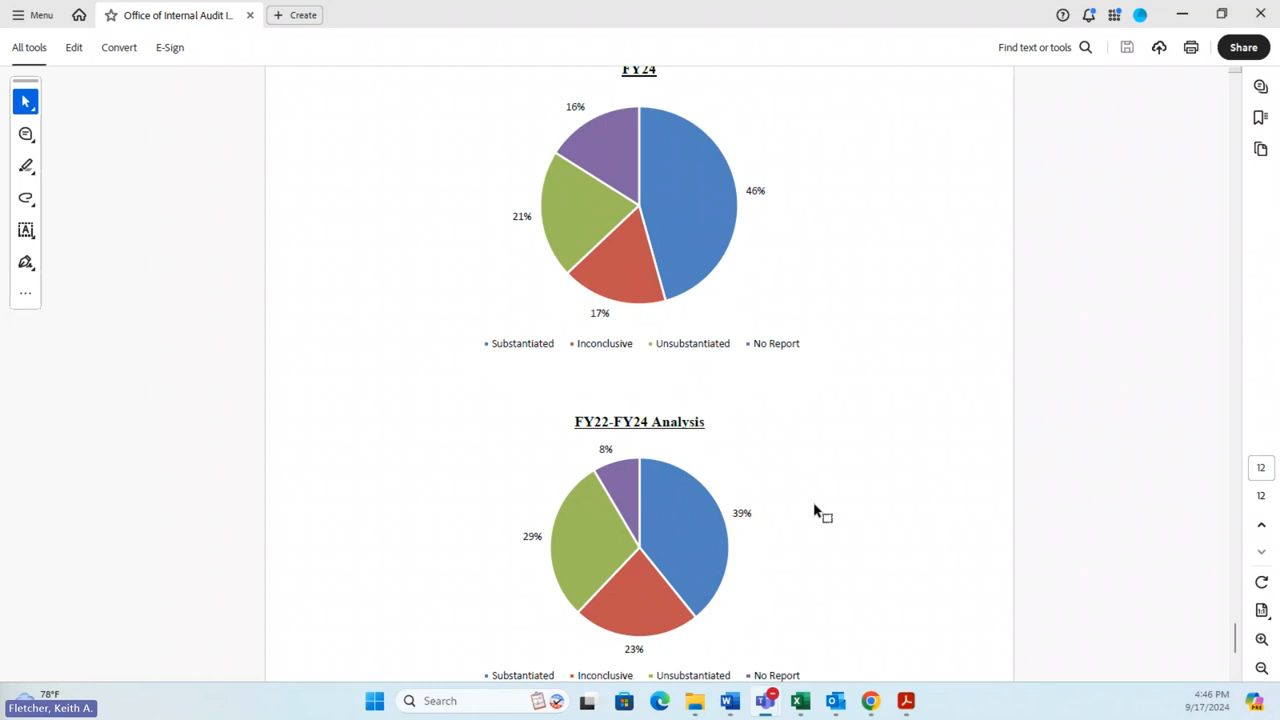 Menu
Office of Internal Audit I...
Create
All tools
Edit
Convert
E-Sign
Find text or tools
Share
FY24
16%
46%
21%
17%
Substantiated Inconclusive Unsubstantiated No Report
FY22-FY24 Analysis
8%
39%
29%
23%
Substantiated Inconclusive Unsubstantiated No Report
12
12
78°F
Fletcher, Keith A.
Search
4:46 PM
9/17/2024